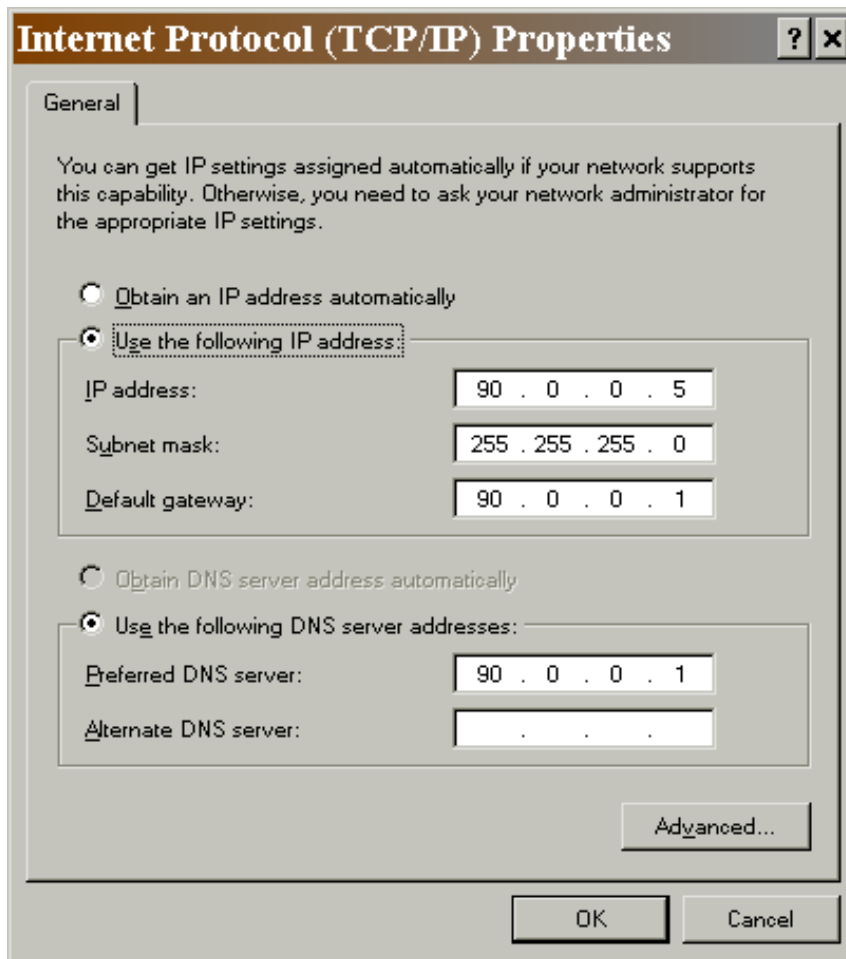 Internet Protocol (TCP/IP) Properties ? ×
General
You can get IP settings assigned automatically if your network supports
this capability. Otherwise, you need to ask your network administrator for
the appropriate IP settings.
Obtain an IP address automatically
Use the following IP address:
IP address: 90 . 0 . 0 . 5
Subnet mask: 255 . 255 . 255 . 0
Default gateway: 90 . 0 . 0 . 1
Obtain DNS server address automatically
Use the following DNS server addresses:
Preferred DNS server: 90 . 0 . 0 . 1
Alternate DNS server: . . .
Advanced...
OK Cancel